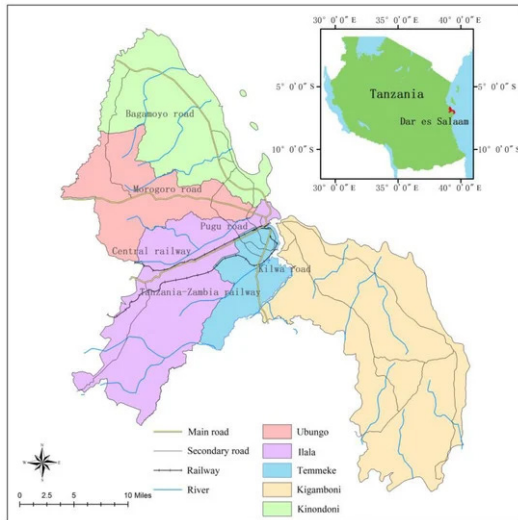 30° 0'0"E 35° 0'0"E 40° 0'0"E
5° 0'0"S 5° 0'0"S
Tanzania
Dar es Salaam
10° 0'0"S 10° 0'0"S
30° 0'0"E 35° 0'0"E 40° 0'0"E
Bagamoyo road
Morogoro road
Pugu road
Central railway
Kilwa road
Tanzania-Zambia railway
Main road
Secondary road
Railway
River
Ubungo
Ilala
Temmeke
Kigamboni
Kinondoni
N
0 2.5 5 10 Miles